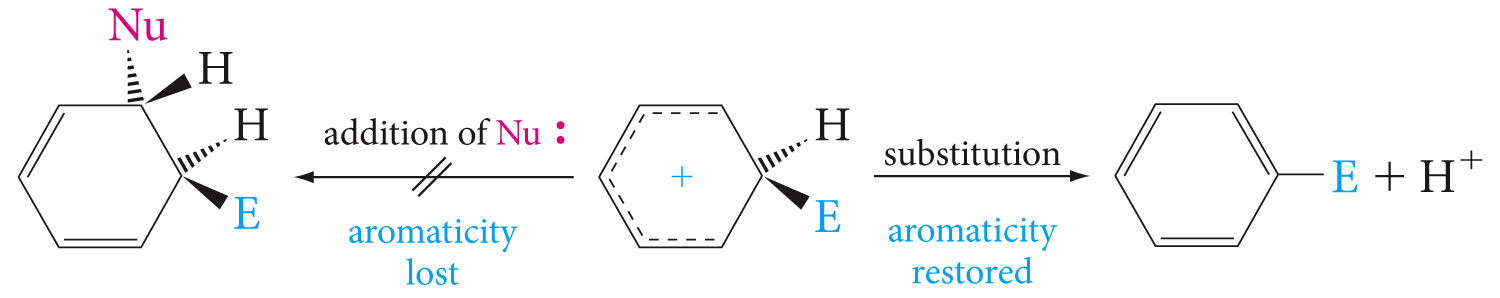 Nu
H
H
E
addition of Nu :
aromaticity
lost
+
H
E
substitution
aromaticity
restored
E + H⁺